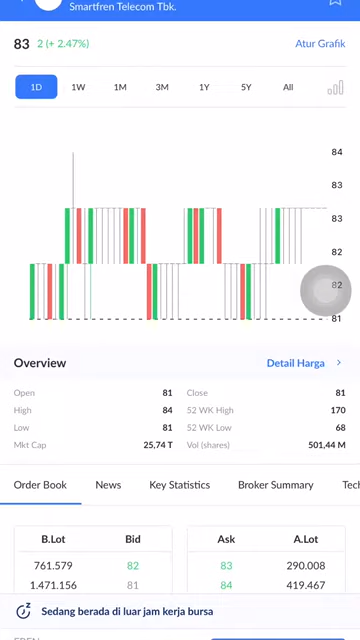 Smartfren Telecom Tbk.
83 2 (+ 2.47%) Atur Grafik
1D 1W 1M 3M 1Y 5Y All
84
83
83
82
82
81
Overview Detail Harga >
Open 81 Close 81
High 84 52 WK High 170
Low 81 52 WK Low 68
Mkt Cap 25,74 T Vol (shares) 501,44 M
Order Book News Key Statistics Broker Summary Tech
B.Lot Bid Ask A.Lot
761.579 82 83 290.008
1.471.156 81 84 419.467
Sedang berada di luar jam kerja bursa